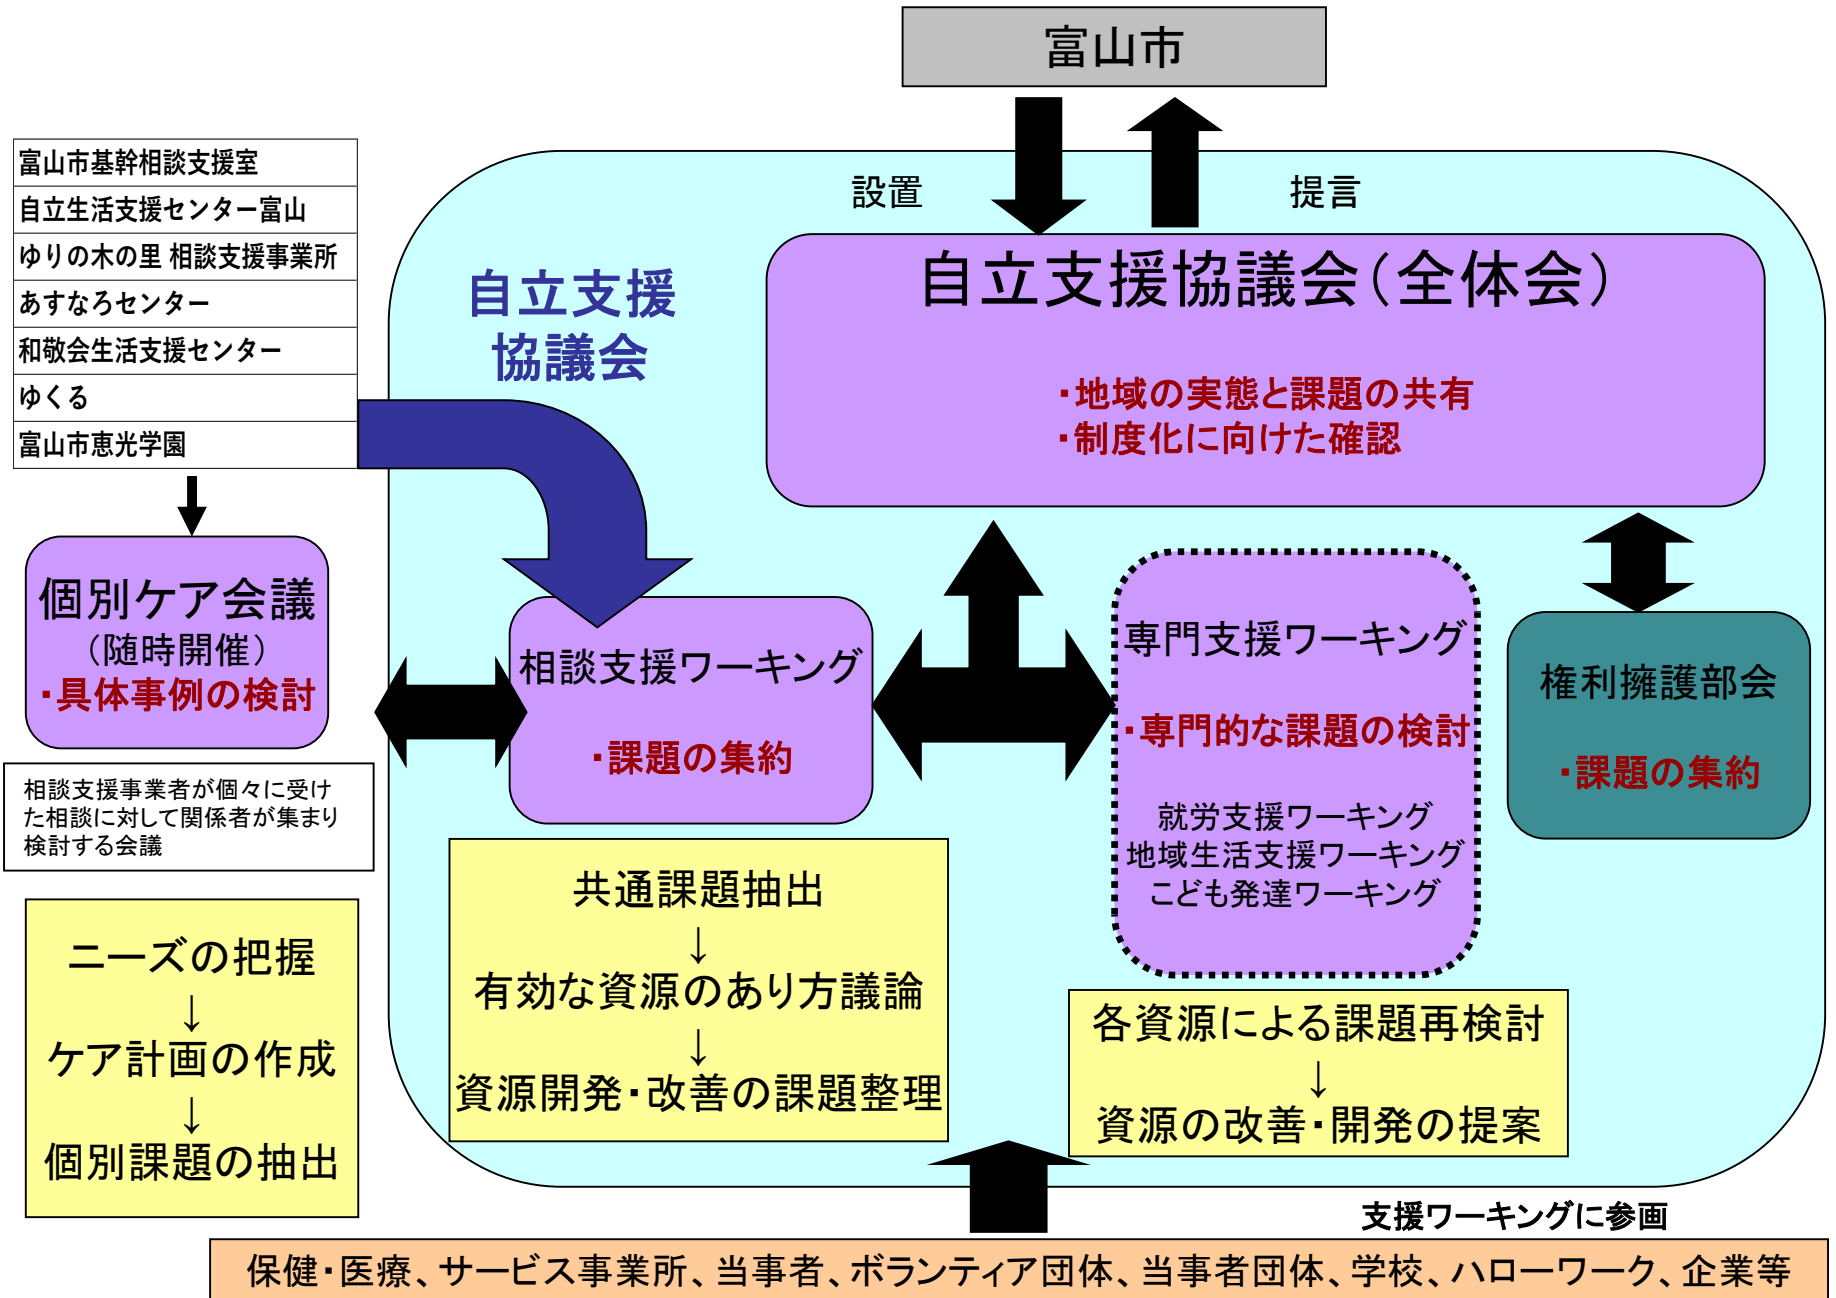 富山市
設置
提言
富山市基幹相談支援室
自立生活支援センター富山
ゆりの木の里 相談支援事業所
あすなろセンター
和敬会生活支援センター
ゆくる
富山市恵光学園
自立支援
協議会
自立支援協議会(全体会)
・地域の実態と課題の共有
・制度化に向けた確認
個別ケア会議
(随時開催)
・具体事例の検討
相談支援事業者が個々に受け
た相談に対して関係者が集まり
検討する会議
ニーズの把握
↓
ケア計画の作成
↓
個別課題の抽出
相談支援ワーキング
・課題の集約
共通課題抽出
↓
有効な資源のあり方議論
↓
資源開発・改善の課題整理
専門支援ワーキング
・専門的な課題の検討
就労支援ワーキング
地域生活支援ワーキング
こども発達ワーキング
各資源による課題再検討
↓
資源の改善・開発の提案
権利擁護部会
・課題の集約
支援ワーキングに参画
保健・医療、サービス事業所、当事者、ボランティア団体、当事者団体、学校、ハローワーク、企業等